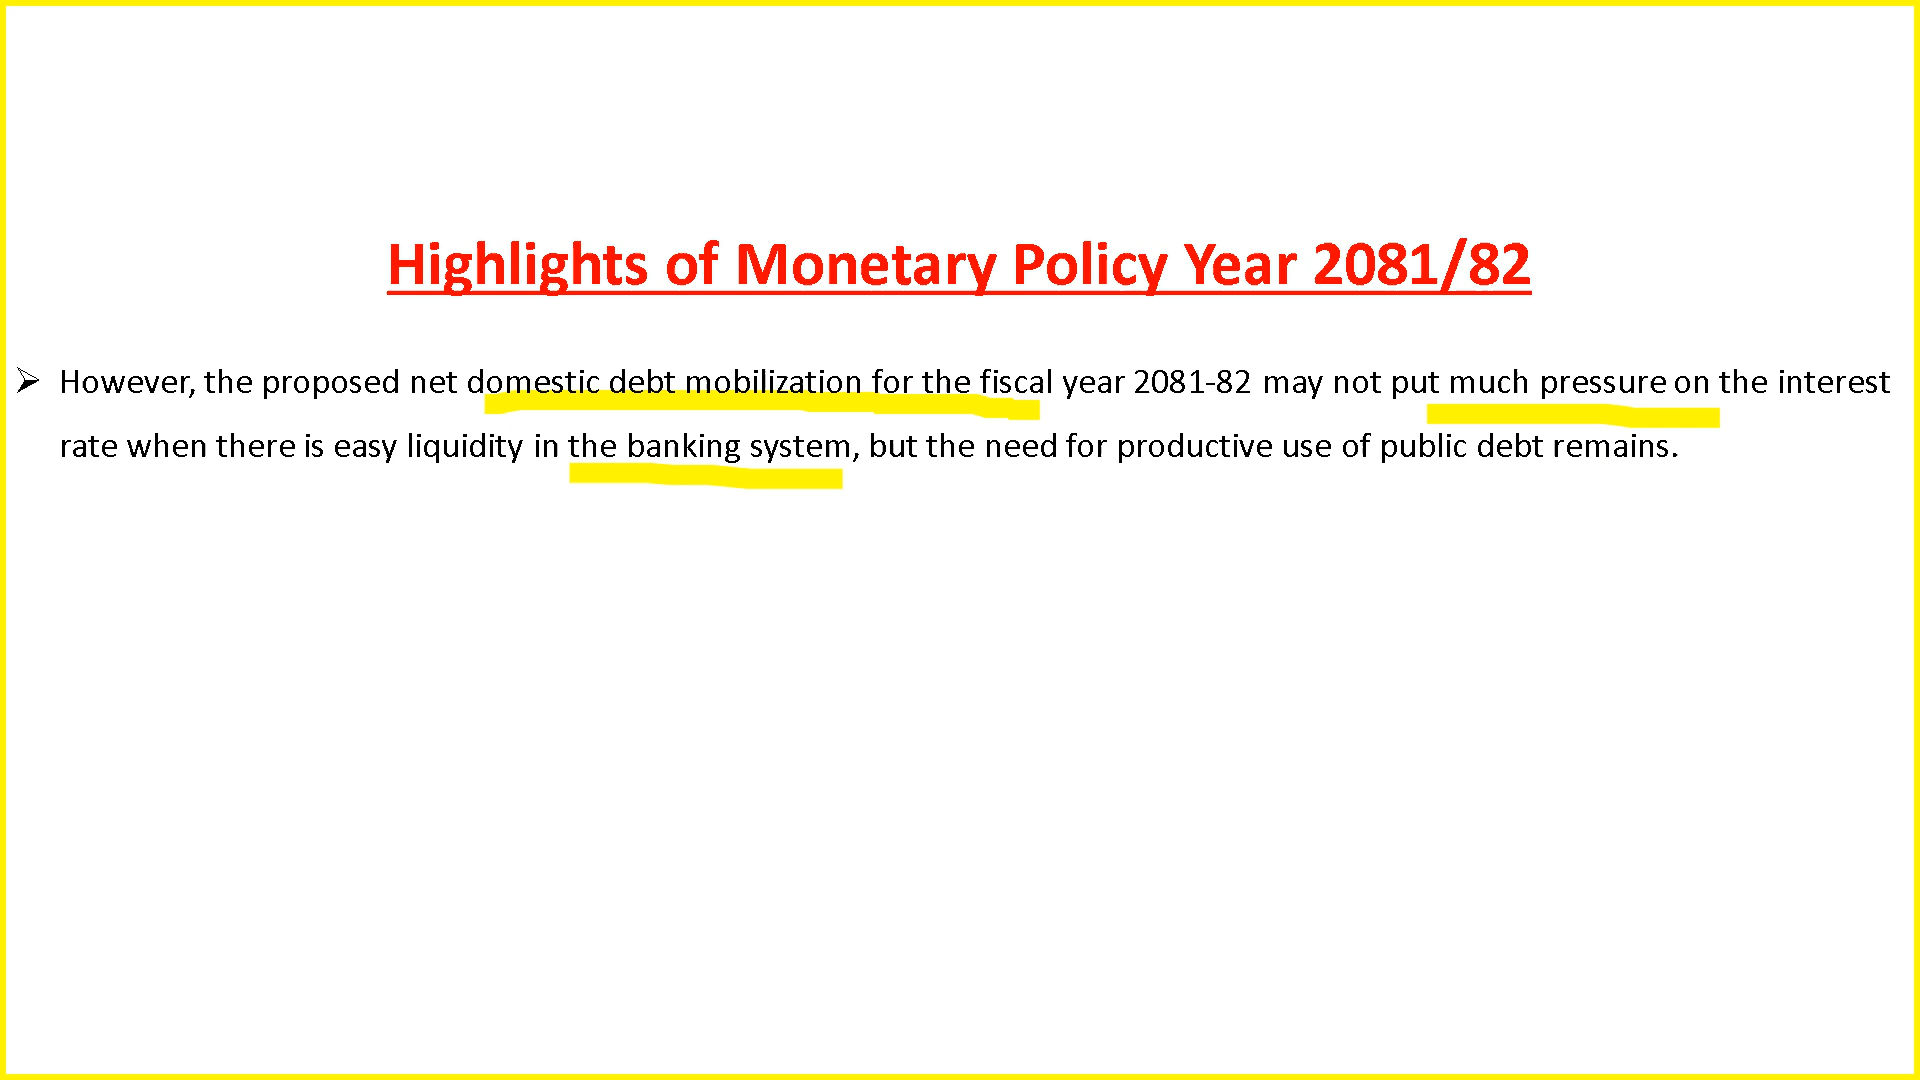 Highlights of Monetary Policy Year 2081/82
➢ However, the proposed net domestic debt mobilization for the fiscal year 2081-82 may not put much pressure on the interest
rate when there is easy liquidity in the banking system, but the need for productive use of public debt remains.